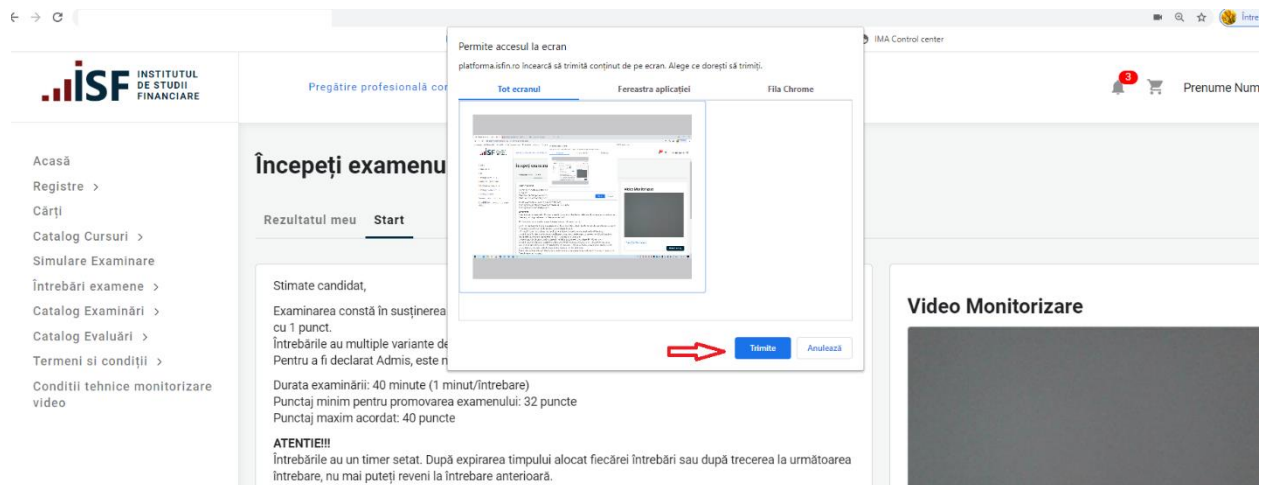 Între
IMA Control center
ISF INSTITUTUL
DE STUDII
FINANCIARE
Pregătire profesională con
3
Prenume Num
Permite accesul la ecran
platforma.isfin.ro încearcă să trimită conținut de pe ecran. Alege ce dorești să trimiți.
Tot ecranul Fereastra aplicației Fila Chrome
Trimite Anulează
Acasă
Registre >
Cărți
Catalog Cursuri >
Simulare Examinare
Întrebări examene >
Catalog Examinări >
Catalog Evaluări >
Termeni si condiții >
Conditii tehnice monitorizare
video
Începeți examenu
Rezultatul meu Start
Stimate candidat,
Examinarea constă în susținerea
cu 1 punct.
Întrebările au multiple variante de
Pentru a fi declarat Admis, este n
Durata examinării: 40 minute (1 minut/întrebare)
Punctaj minim pentru promovarea examenului: 32 puncte
Punctaj maxim acordat: 40 puncte
ATENTIE!!!
Întrebările au un timer setat. După expirarea timpului alocat fiecărei întrebări sau după trecerea la următoarea
întrebare, nu mai puteți reveni la întrebare anterioară.
Video Monitorizare